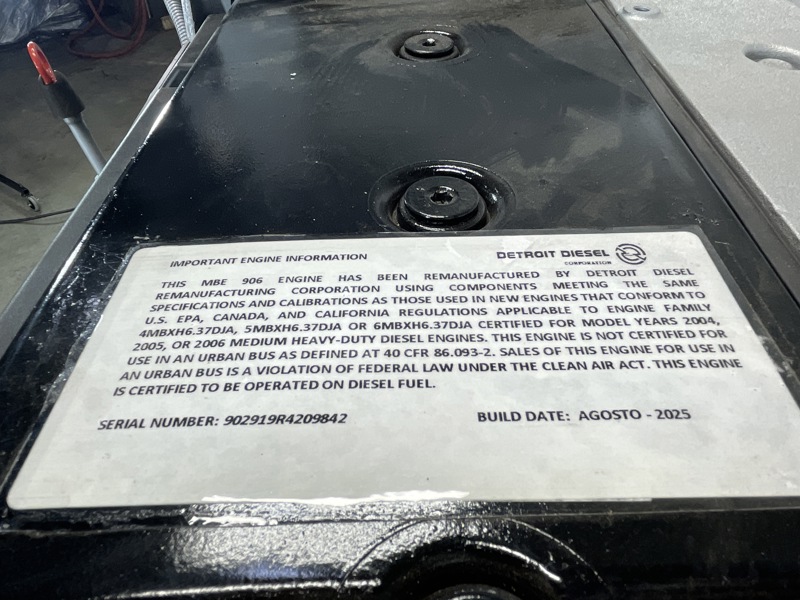 IMPORTANT ENGINE INFORMATION
DETROIT DIESEL
CORPORATION
THIS MBE 906 ENGINE HAS BEEN REMANUFACTURED BY DETROIT DIESEL
REMANUFACTURING CORPORATION USING COMPONENTS MEETING THE SAME
SPECIFICATIONS AND CALIBRATIONS AS THOSE USED IN NEW ENGINES THAT CONFORM TO
U.S. EPA, CANADA, AND CALIFORNIA REGULATIONS APPLICABLE TO ENGINE FAMILY
4MBXH6.37DJA, 5MBXH6.37DJA OR 6MBXH6.37DJA CERTIFIED FOR MODEL YEARS 2004,
2005, OR 2006 MEDIUM HEAVY-DUTY DIESEL ENGINES. THIS ENGINE IS NOT CERTIFIED FOR
USE IN AN URBAN BUS AS DEFINED AT 40 CFR 86.093-2. SALES OF THIS ENGINE FOR USE IN
AN URBAN BUS IS A VIOLATION OF FEDERAL LAW UNDER THE CLEAN AIR ACT. THIS ENGINE
IS CERTIFIED TO BE OPERATED ON DIESEL FUEL.
SERIAL NUMBER: 902919R4209842
BUILD DATE: AGOSTO - 2025